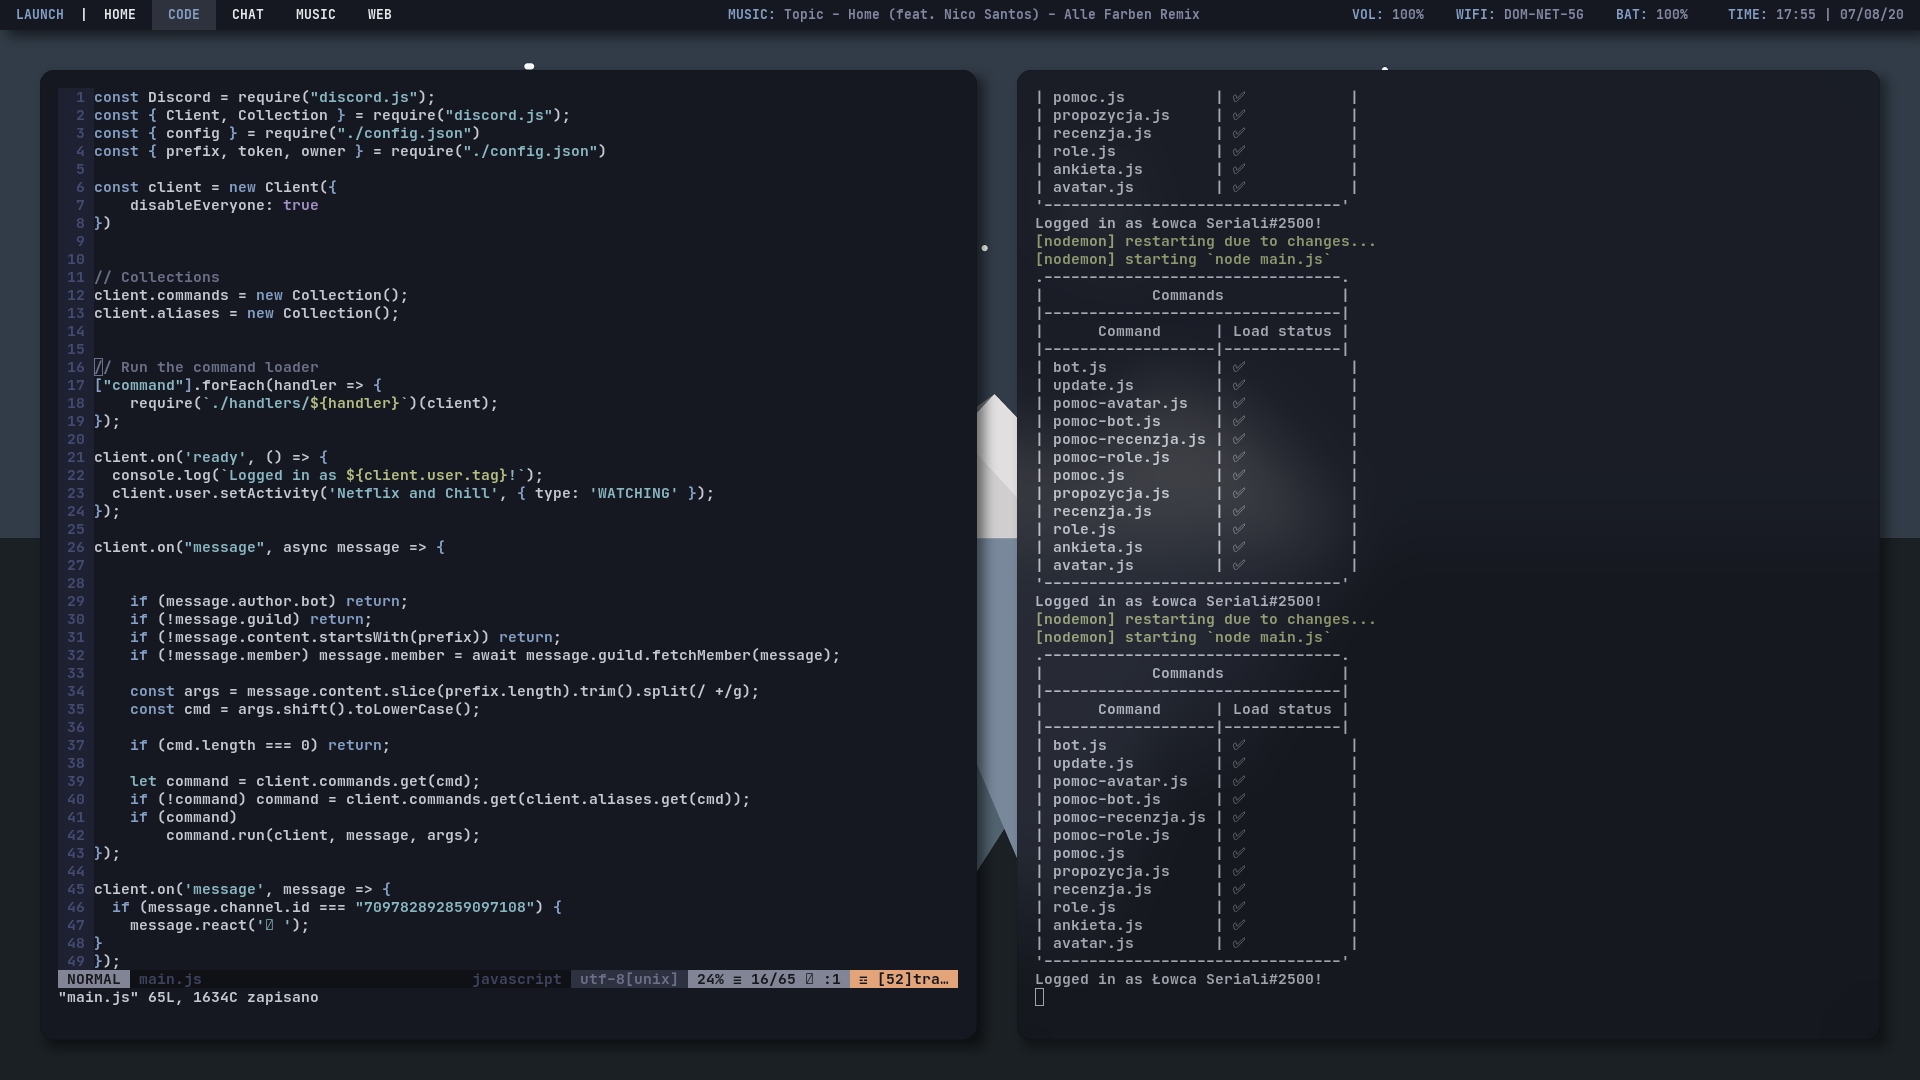 LAUNCH | HOME CODE CHAT MUSIC WEB MUSIC: Topic - Home (feat. Nico Santos) - Alle Farben Remix VOL: 100% WIFI: DOM-NET-5G BAT: 100% TIME: 17:55 | 07/08/20
1 const Discord = require("discord.js");
2 const { Client, Collection } = require("discord.js");
3 const { config } = require("./config.json")
4 const { prefix, token, owner } = require("./config.json")
5
6 const client = new Client({
7     disableEveryone: true
8 })
9
10
11 // Collections
12 client.commands = new Collection();
13 client.aliases = new Collection();
14
15
16 // Run the command loader
17 ["command"].forEach(handler => {
18     require(`./handlers/${handler}`)(client);
19 });
20
21 client.on('ready', () => {
22   console.log(`Logged in as ${client.user.tag}!`);
23   client.user.setActivity('Netflix and Chill', { type: 'WATCHING' });
24 });
25
26 client.on("message", async message => {
27
28
29     if (message.author.bot) return;
30     if (!message.guild) return;
31     if (!message.content.startsWith(prefix)) return;
32     if (!message.member) message.member = await message.guild.fetchMember(message);
33
34     const args = message.content.slice(prefix.length).trim().split(/ +/g);
35     const cmd = args.shift().toLowerCase();
36
37     if (cmd.length === 0) return;
38
39     let command = client.commands.get(cmd);
40     if (!command) command = client.commands.get(client.aliases.get(cmd));
41     if (command)
42         command.run(client, message, args);
43 });
44
45 client.on('message', message => {
46   if (message.channel.id === "709782892859097108") {
47     message.react(' ');
48 }
49 });
NORMAL main.js javascript utf-8[unix] 24% ≡ 16/65 :1 ≡ [52]tra…
"main.js" 65L, 1634C zapisano
| pomoc.js          | ✅            |
| propozycja.js     | ✅            |
| recenzja.js       | ✅            |
| role.js           | ✅            |
| ankieta.js        | ✅            |
| avatar.js         | ✅            |
'---------------------------------'
Logged in as Łowca Seriali#2500!
[nodemon] restarting due to changes...
[nodemon] starting `node main.js`
.---------------------------------.
|            Commands             |
|---------------------------------|
|      Command      | Load status |
|-------------------|-------------|
| bot.js            | ✅            |
| update.js         | ✅            |
| pomoc-avatar.js   | ✅            |
| pomoc-bot.js      | ✅            |
| pomoc-recenzja.js | ✅            |
| pomoc-role.js     | ✅            |
| pomoc.js          | ✅            |
| propozycja.js     | ✅            |
| recenzja.js       | ✅            |
| role.js           | ✅            |
| ankieta.js        | ✅            |
| avatar.js         | ✅            |
'---------------------------------'
Logged in as Łowca Seriali#2500!
[nodemon] restarting due to changes...
[nodemon] starting `node main.js`
.---------------------------------.
|            Commands             |
|---------------------------------|
|      Command      | Load status |
|-------------------|-------------|
| bot.js            | ✅            |
| update.js         | ✅            |
| pomoc-avatar.js   | ✅            |
| pomoc-bot.js      | ✅            |
| pomoc-recenzja.js | ✅            |
| pomoc-role.js     | ✅            |
| pomoc.js          | ✅            |
| propozycja.js     | ✅            |
| recenzja.js       | ✅            |
| role.js           | ✅            |
| ankieta.js        | ✅            |
| avatar.js         | ✅            |
'---------------------------------'
Logged in as Łowca Seriali#2500!